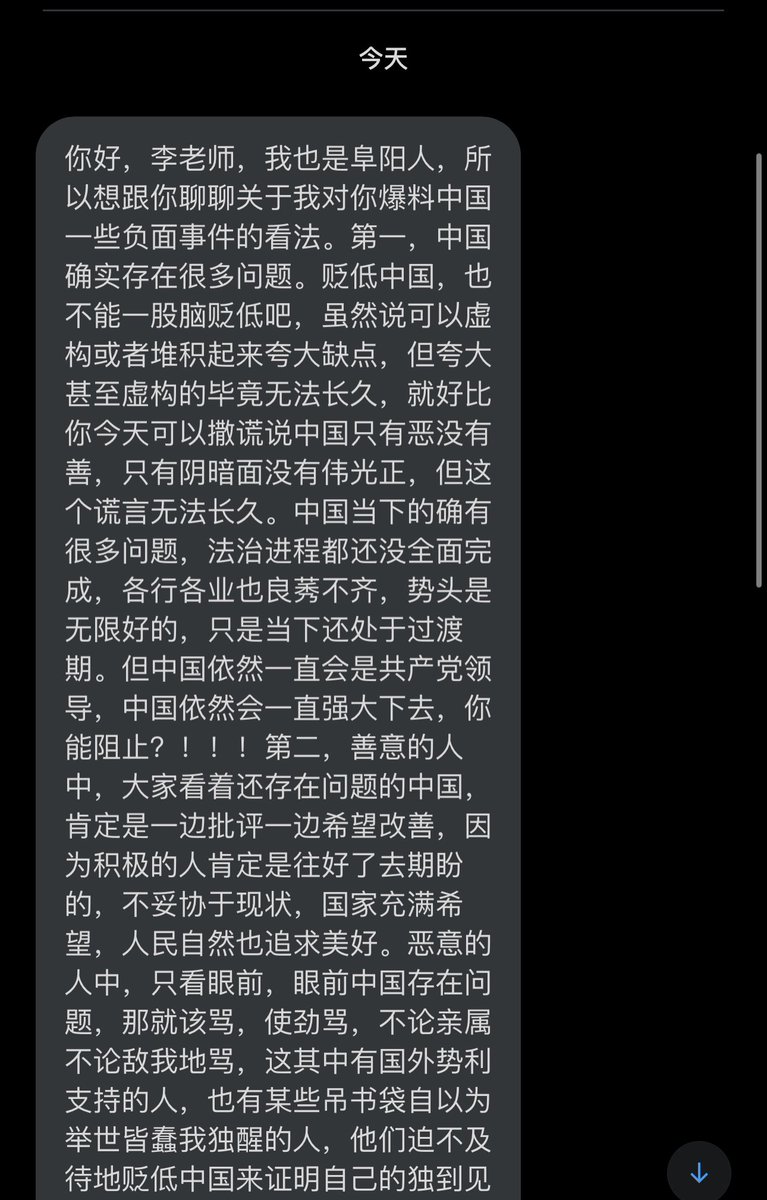 今天
你好，李老师，我也是阜阳人，所
以想跟你聊聊关于我对你爆料中国
一些负面事件的看法。第一，中国
确实存在很多问题。贬低中国，也
不能一股脑贬低吧，虽然说可以虚
构或者堆积起来夸大缺点，但夸大
甚至虚构的毕竟无法长久，就好比
你今天可以撒谎说中国只有恶没有
善，只有阴暗面没有伟光正，但这
个谎言无法长久。中国当下的确有
很多问题，法治进程都还没全面完
成，各行各业也良莠不齐，势头是
无限好的，只是当下还处于过渡
期。但中国依然一直会是共产党领
导，中国依然会一直强大下去，你
能阻止？！！！第二，善意的人
中，大家看着还存在问题的中国，
肯定是一边批评一边希望改善，因
为积极的人肯定是往好了去期盼
的，不妥协于现状，国家充满希
望，人民自然也追求美好。恶意的
人中，只看眼前，眼前中国存在问
题，那就该骂，使劲骂，不论亲属
不论敌我地骂，这其中有国外势利
支持的人，也有某些吊书袋自以为
举世皆蠢我独醒的人，他们迫不及
待地贬低中国来证明自己的独到见